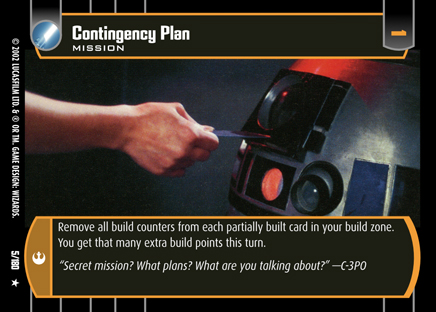 Contingency Plan
MISSION
1
Remove all build counters from each partially built card in your build zone.
You get that many extra build points this turn.
“Secret mission? What plans? What are you talking about?” —C-3PO
© 2002 LUCASFILM LTD. & ® OR TM. GAME DESIGN: WIZARDS.
5/180